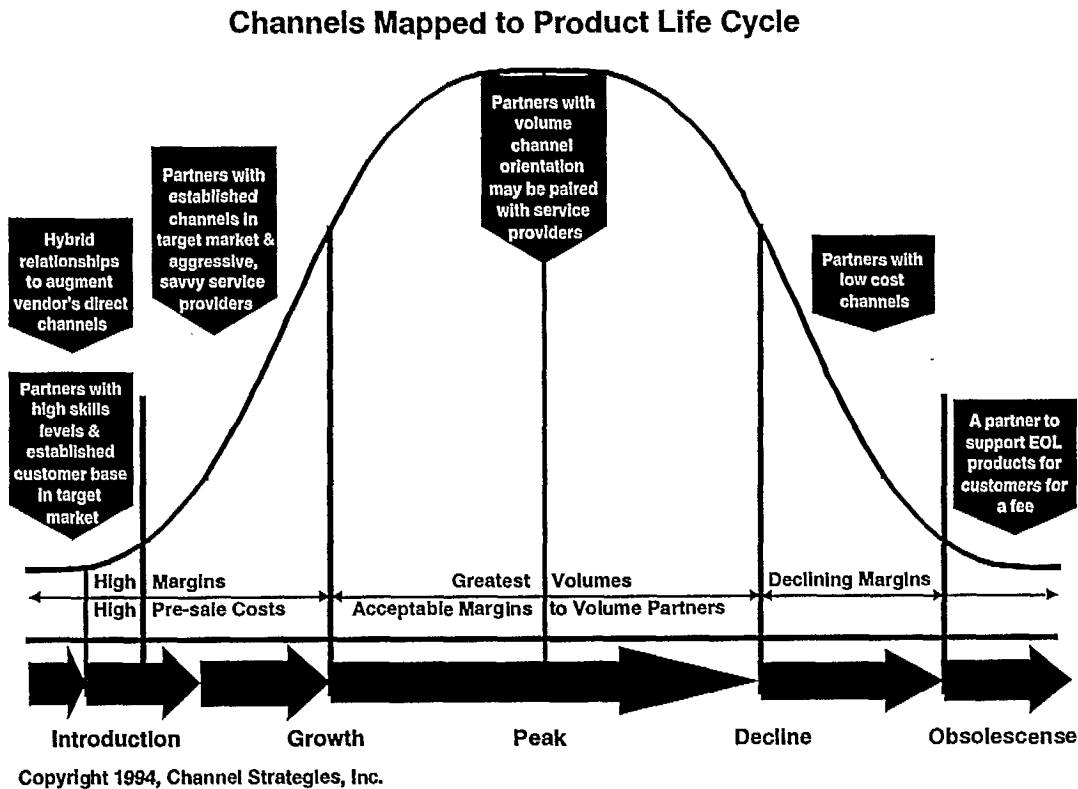 Channels Mapped to Product Life Cycle
Hybrid
relationships
to augment
vendor's direct
channels
Partners with
high skills
levels &
established
customer base
in target
market
Partners with
established
channels in
target market &
aggressive,
savvy service
providers
Partners with
volume
channel
orientation
may be paired
with service
providers
Partners with
low cost
channels
A partner to
support EOL
products for
customers for
a fee
High Margins
High Pre-sale Costs
Greatest Volumes
Acceptable Margins to Volume Partners
Declining Margins
Introduction
Growth
Peak
Decline
Obsolescense
Copyright 1994, Channel Strategles, Inc.